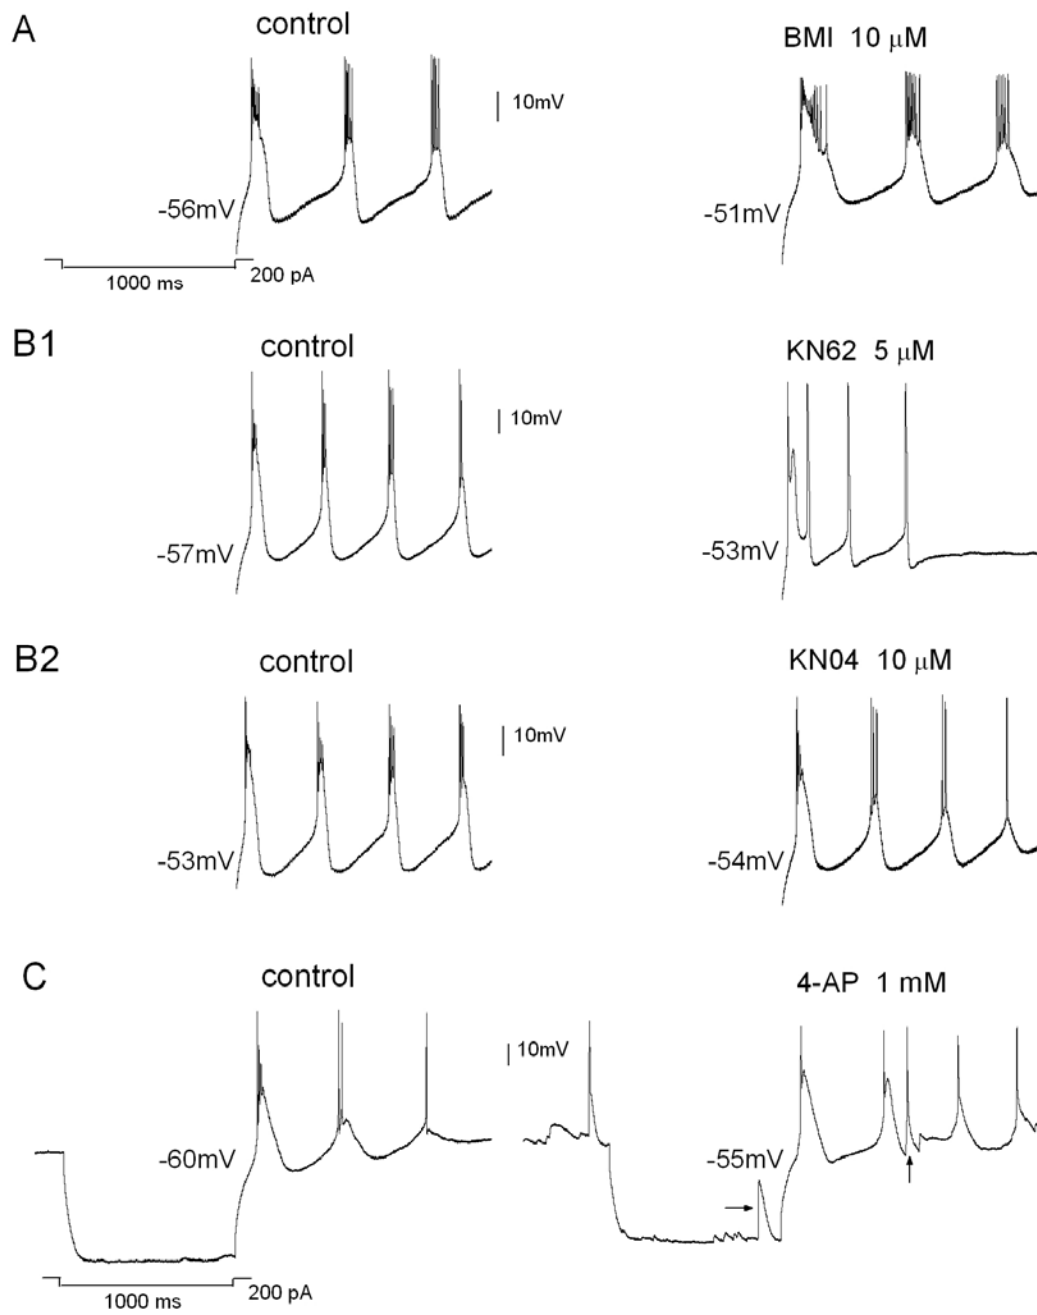 A
control
BMI 10 μM
10mV
-56mV
-51mV
1000 ms
200 pA
B1
control
KN62 5 μM
10mV
-57mV
-53mV
B2
control
KN04 10 μM
10mV
-53mV
-54mV
C
control
4-AP 1 mM
10mV
-60mV
-55mV
1000 ms
200 pA